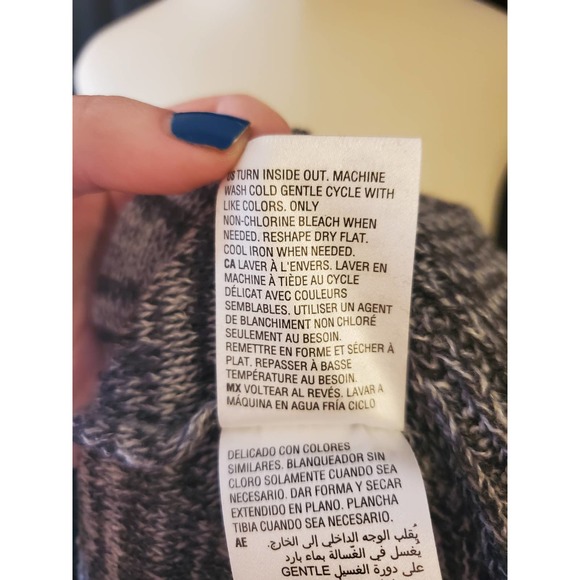 US TURN INSIDE OUT. MACHINE
WASH COLD GENTLE CYCLE WITH
LIKE COLORS. ONLY
NON-CHLORINE BLEACH WHEN
NEEDED. RESHAPE DRY FLAT.
COOL IRON WHEN NEEDED.
CA LAVER À L'ENVERS. LAVER EN
MACHINE À TIÈDE AU CYCLE
DÉLICAT AVEC COULEURS
SEMBLABLES. UTILISER UN AGENT
DE BLANCHIMENT NON CHLORÉ
SEULEMENT AU BESOIN.
REMETTRE EN FORME ET SÉCHER À
PLAT. REPASSER À BASSE
TEMPÉRATURE AU BESOIN.
MX VOLTEAR AL REVÉS. LAVAR A
MÁQUINA EN AGUA FRÍA CICLO
DELICADO CON COLORES
SIMILARES. BLANQUEADOR SIN
CLORO SOLAMENTE CUANDO SEA
NECESARIO. DAR FORMA Y SECAR
EXTENDIDO EN PLANO. PLANCHA
TIBIA CUANDO SEA NECESARIO.
AE يُقلب الوجه الداخلي إلى الخارج.
يُغسل في الغسالة بماء بارد
على دورة الغسيل GENTLE